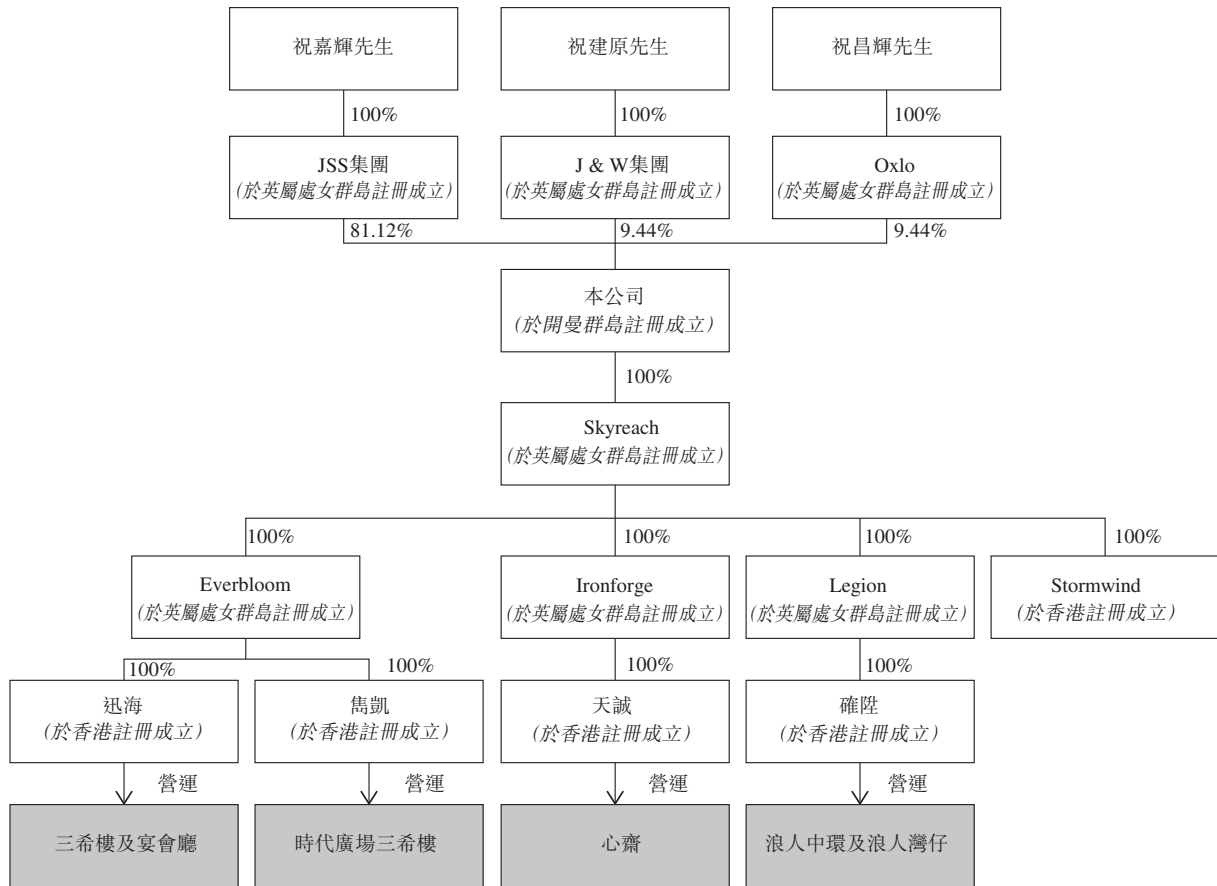 祝嘉輝先生
祝建原先生
祝昌輝先生
100%
100%
100%
JSS集團
(於英屬處女群島註冊成立)
J & W集團
(於英屬處女群島註冊成立)
Oxlo
(於英屬處女群島註冊成立)
81.12%
9.44%
9.44%
本公司
(於開曼群島註冊成立)
100%
Skyreach
(於英屬處女群島註冊成立)
100%
100%
100%
100%
Everbloom
(於英屬處女群島註冊成立)
Ironforge
(於英屬處女群島註冊成立)
Legion
(於英屬處女群島註冊成立)
Stormwind
(於香港註冊成立)
100%
100%
100%
100%
迅海
(於香港註冊成立)
雋凱
(於香港註冊成立)
天誠
(於香港註冊成立)
確陞
(於香港註冊成立)
營運
營運
營運
營運
三希樓及宴會廳
時代廣場三希樓
心齋
浪人中環及浪人灣仔